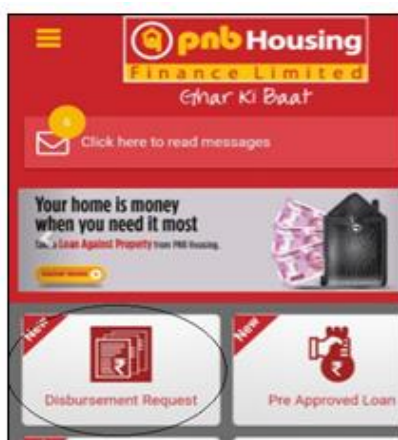 pnb Housing
Finance Limited
Ghar Ki Baat
Click here to read messages
Your home is money
when you need it most
Loan Against Property from PNB Housing.
New
Disbursement Request
New
Pre Approved Loan